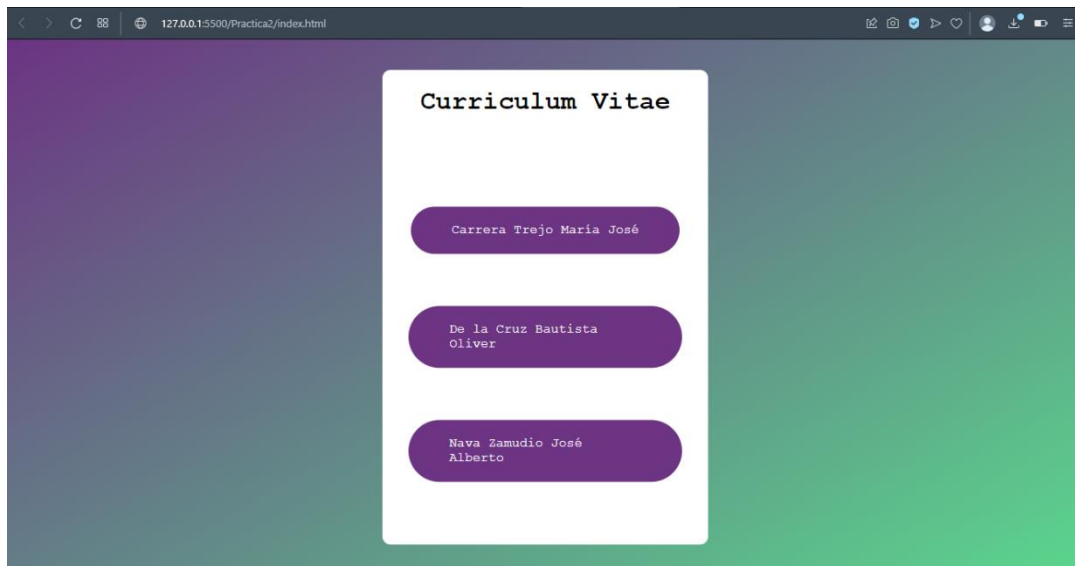 127.0.0.1:5500/Practica2/index.html
Curriculum Vitae
Carrera Trejo María José
De la Cruz Bautista
Oliver
Nava Zamudio José
Alberto